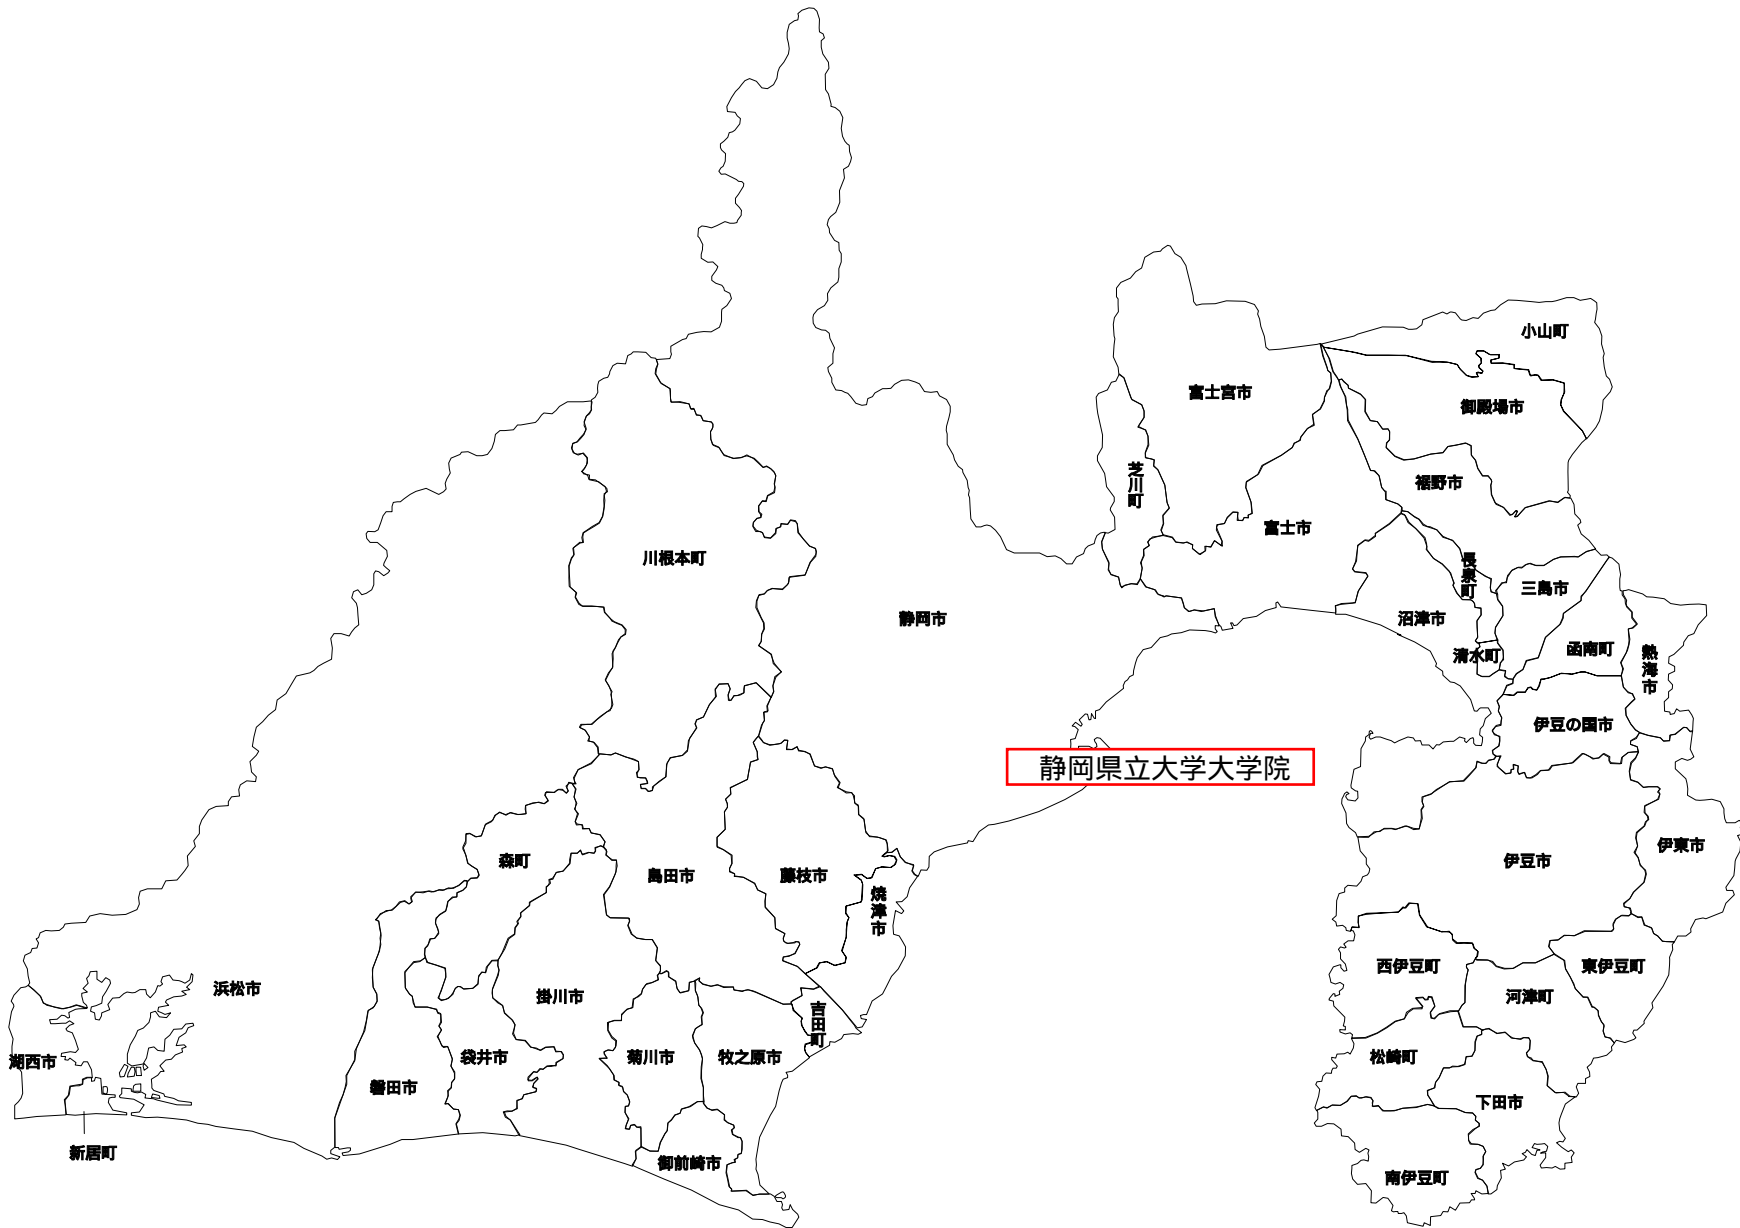 小山町
富士宮市
御殿場市
芝川町
裾野市
富士市
川根本町
長泉町
三島市
静岡市
沼津市
函南町
清水町
熱海市
伊豆の国市
静岡県立大学大学院
森町
島田市
藤枝市
伊豆市
伊東市
焼津市
西伊豆町
東伊豆町
浜松市
掛川市
河津町
吉田町
湖西市
袋井市
菊川市
牧之原市
松崎町
磐田市
下田市
新居町
御前崎市
南伊豆町